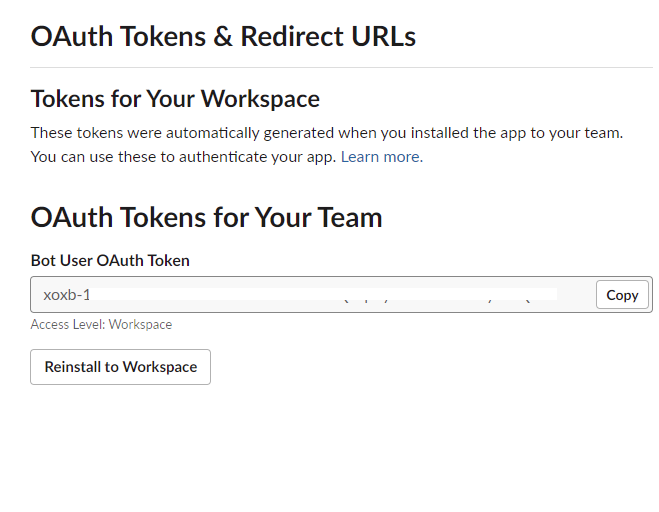 OAuth Tokens & Redirect URLs
Tokens for Your Workspace
These tokens were automatically generated when you installed the app to your team.
You can use these to authenticate your app. Learn more.
OAuth Tokens for Your Team
Bot User OAuth Token
xoxb-1
Copy
Access Level: Workspace
Reinstall to Workspace